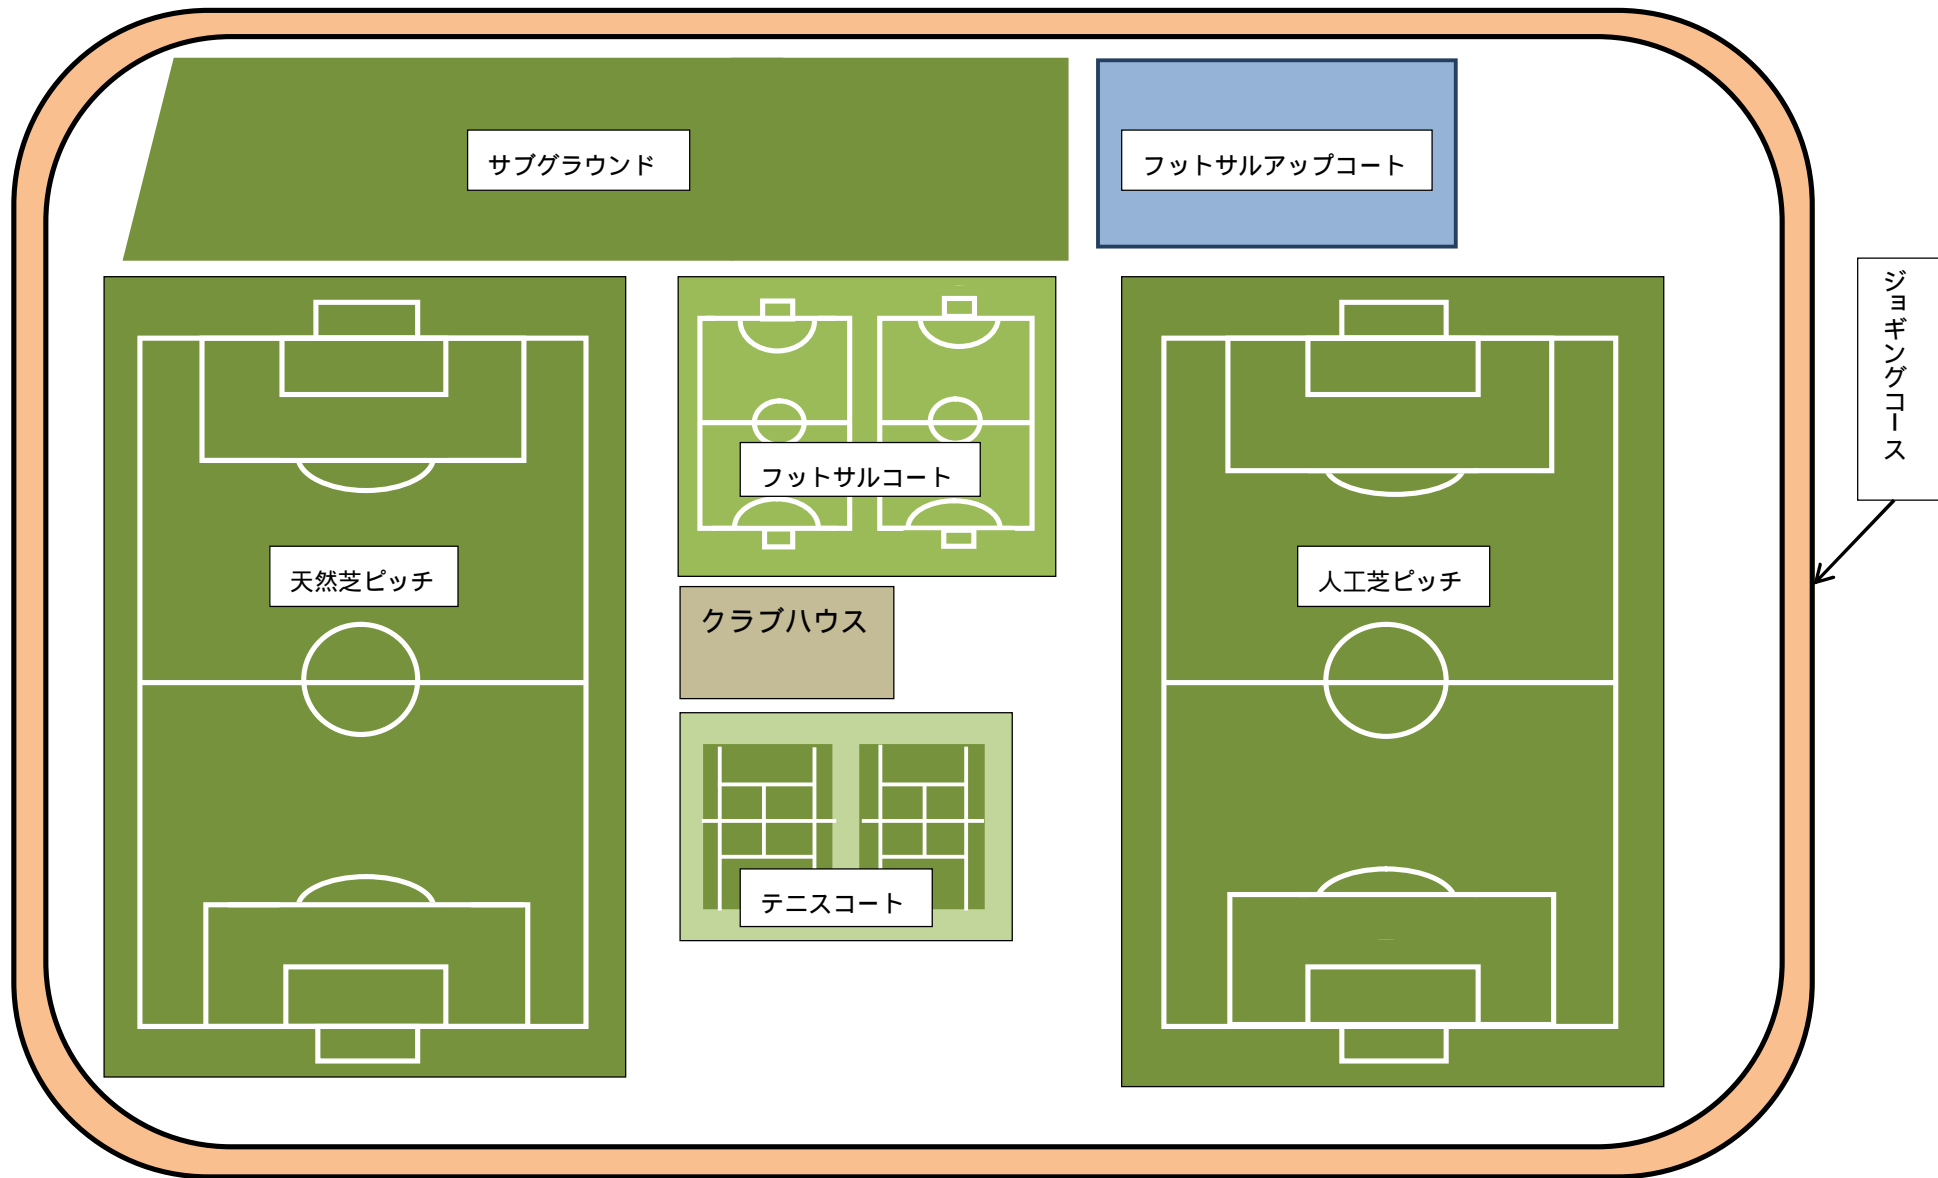 サブグラウンド
フットサルアップコート
ジョギングコース
フットサルコート
天然芝ピッチ
人工芝ピッチ
クラブハウス
テニスコート